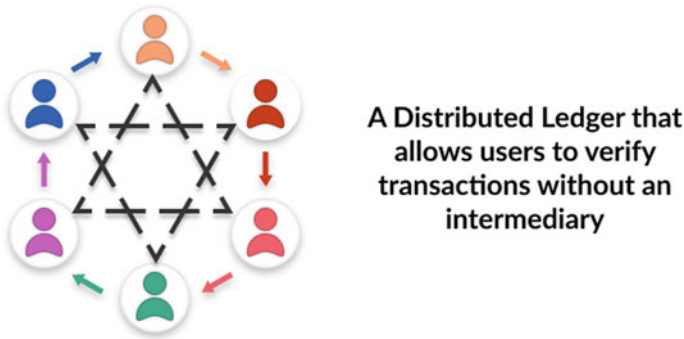 A Distributed Ledger that
allows users to verify
transactions without an
intermediary